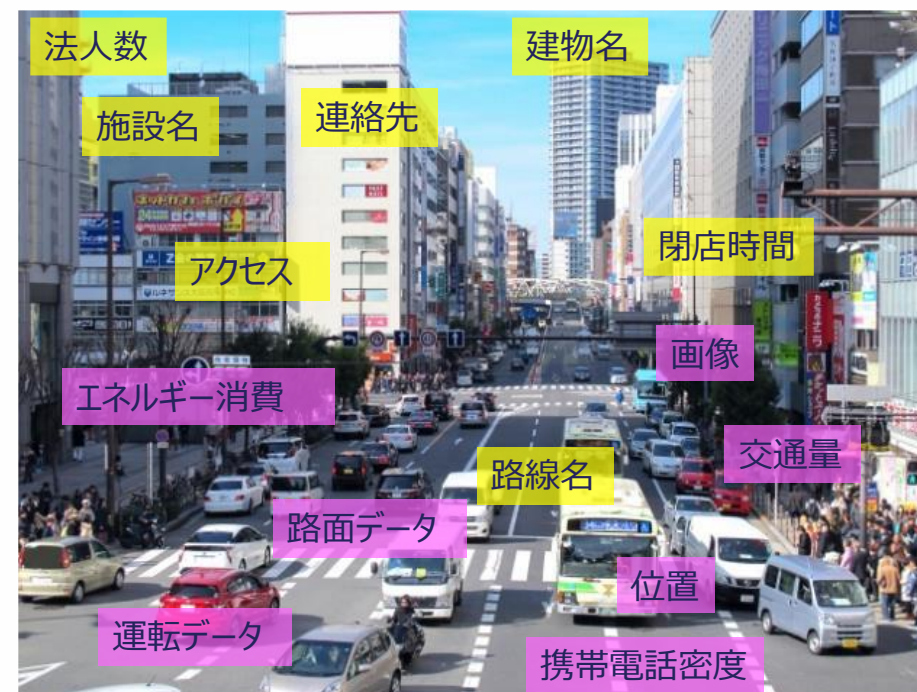 法人数
建物名
施設名
連絡先
閉店時間
アクセス
画像
エネルギー消費
交通量
路線名
路面データ
位置
運転データ
携帯電話密度